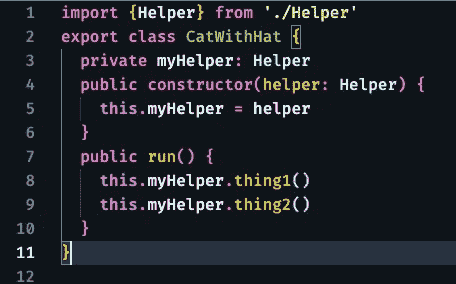 1 import {Helper} from './Helper'
2 export class CatWithHat {
3   private myHelper: Helper
4   public constructor(helper: Helper) {
5     this.myHelper = helper
6   }
7   public run() {
8     this.myHelper.thing1()
9     this.myHelper.thing2()
10   }
11 }
12